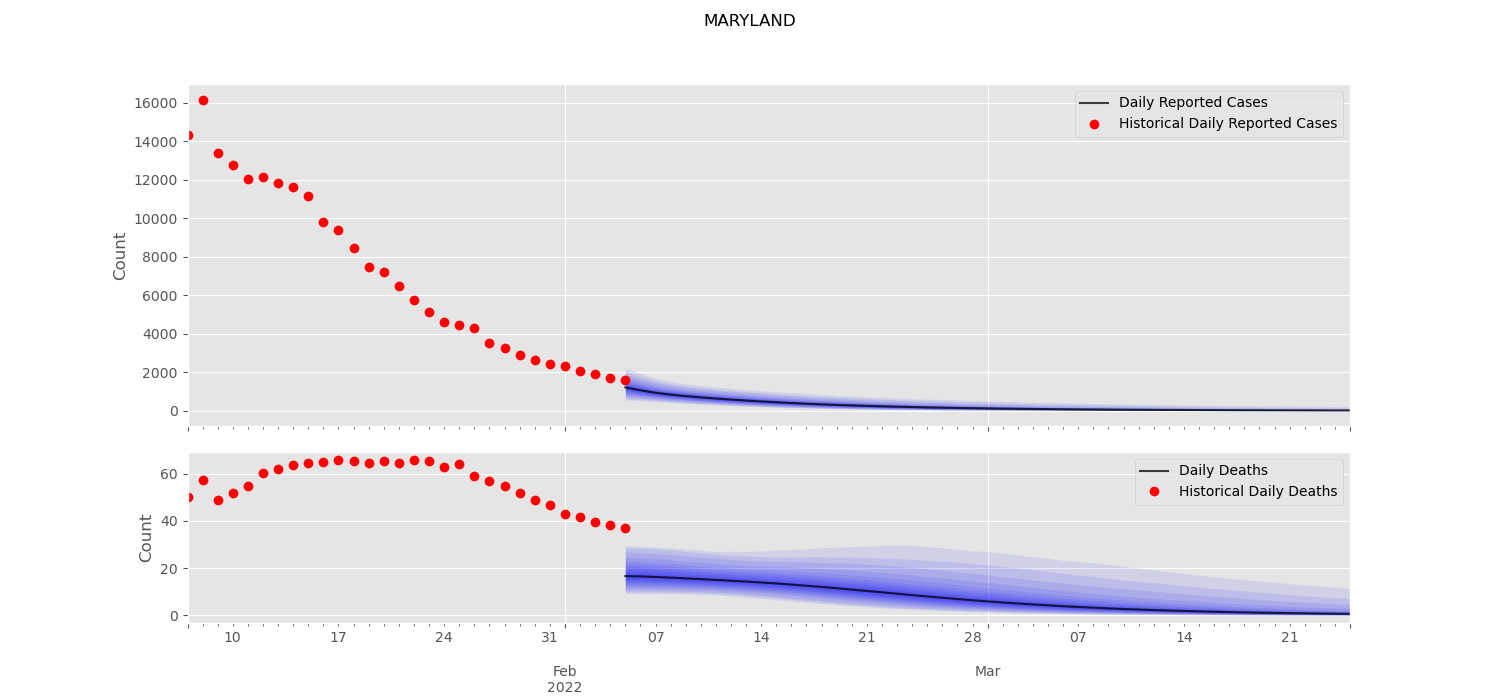 MARYLAND
Daily Reported Cases
Historical Daily Reported Cases
16000
14000
12000
10000
8000
6000
4000
2000
0
Count
Daily Deaths
Historical Daily Deaths
60
40
20
0
Count
10 17 24 31 07 14 21 28 07 14 21
Feb Mar
2022